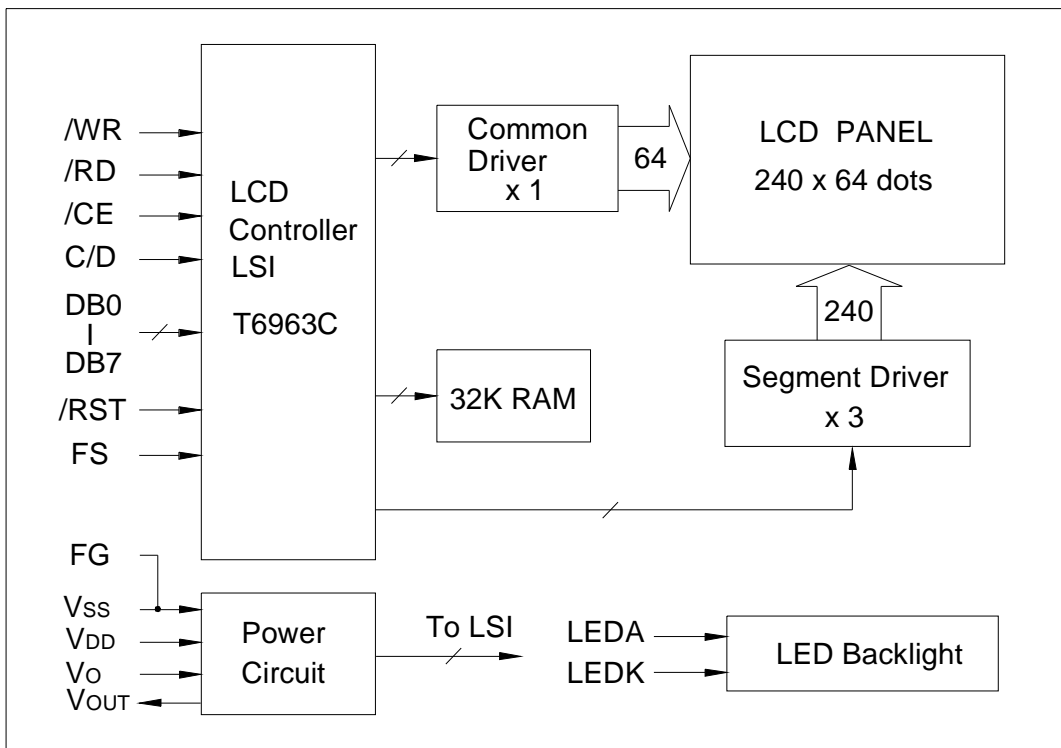 /WR
/RD
/CE
C/D
DB0
DB7
/RST
FS
LCD
Controller
LSI
T6963C
Common
Driver
x 1
64
LCD PANEL
240 x 64 dots
240
32K RAM
Segment Driver
x 3
FG
VSS
VDD
VO
VOUT
Power
Circuit
To LSI
LEDA
LEDK
LED Backlight